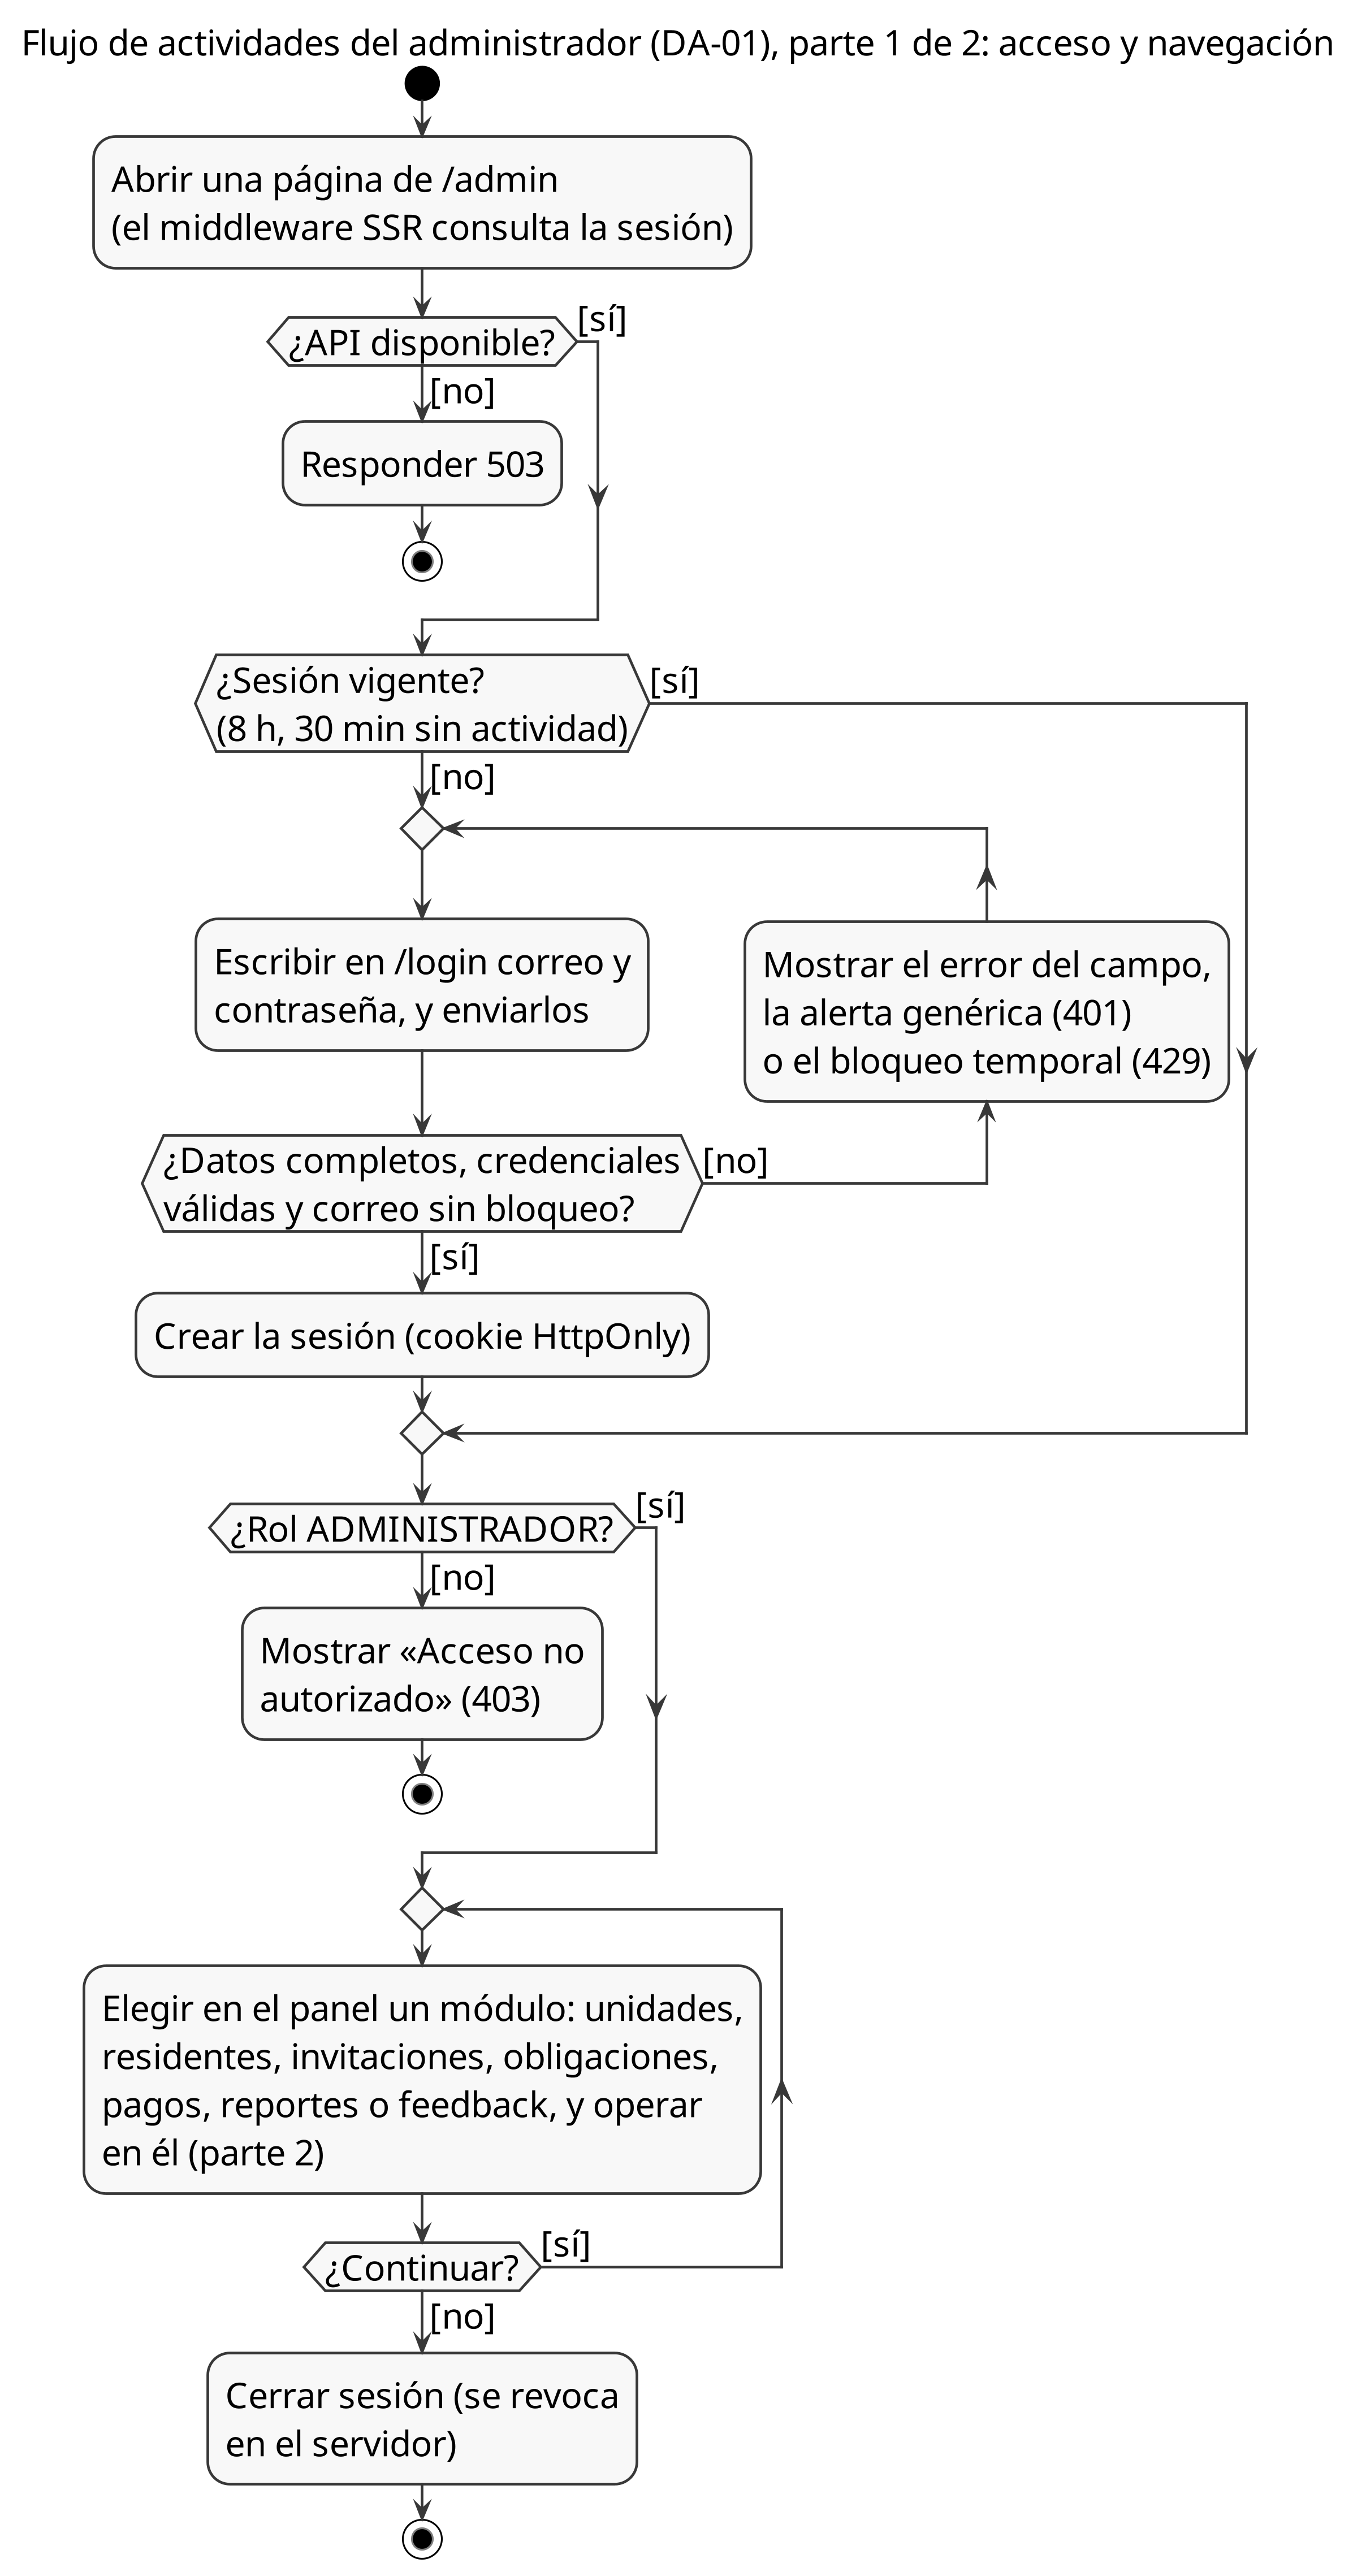 Flujo de actividades del administrador (DA-01), parte 1 de 2: acceso y navegación
Abrir una página de /admin
(el middleware SSR consulta la sesión)
¿API disponible?
[sí]
[no]
Responder 503
¿Sesión vigente?
(8 h, 30 min sin actividad)
[sí]
[no]
Escribir en /login correo y
contraseña, y enviarlos
Mostrar el error del campo,
la alerta genérica (401)
o el bloqueo temporal (429)
¿Datos completos, credenciales
válidas y correo sin bloqueo?
[no]
[sí]
Crear la sesión (cookie HttpOnly)
¿Rol ADMINISTRADOR?
[sí]
[no]
Mostrar «Acceso no
autorizado» (403)
Elegir en el panel un módulo: unidades,
residentes, invitaciones, obligaciones,
pagos, reportes o feedback, y operar
en él (parte 2)
¿Continuar?
[sí]
[no]
Cerrar sesión (se revoca
en el servidor)